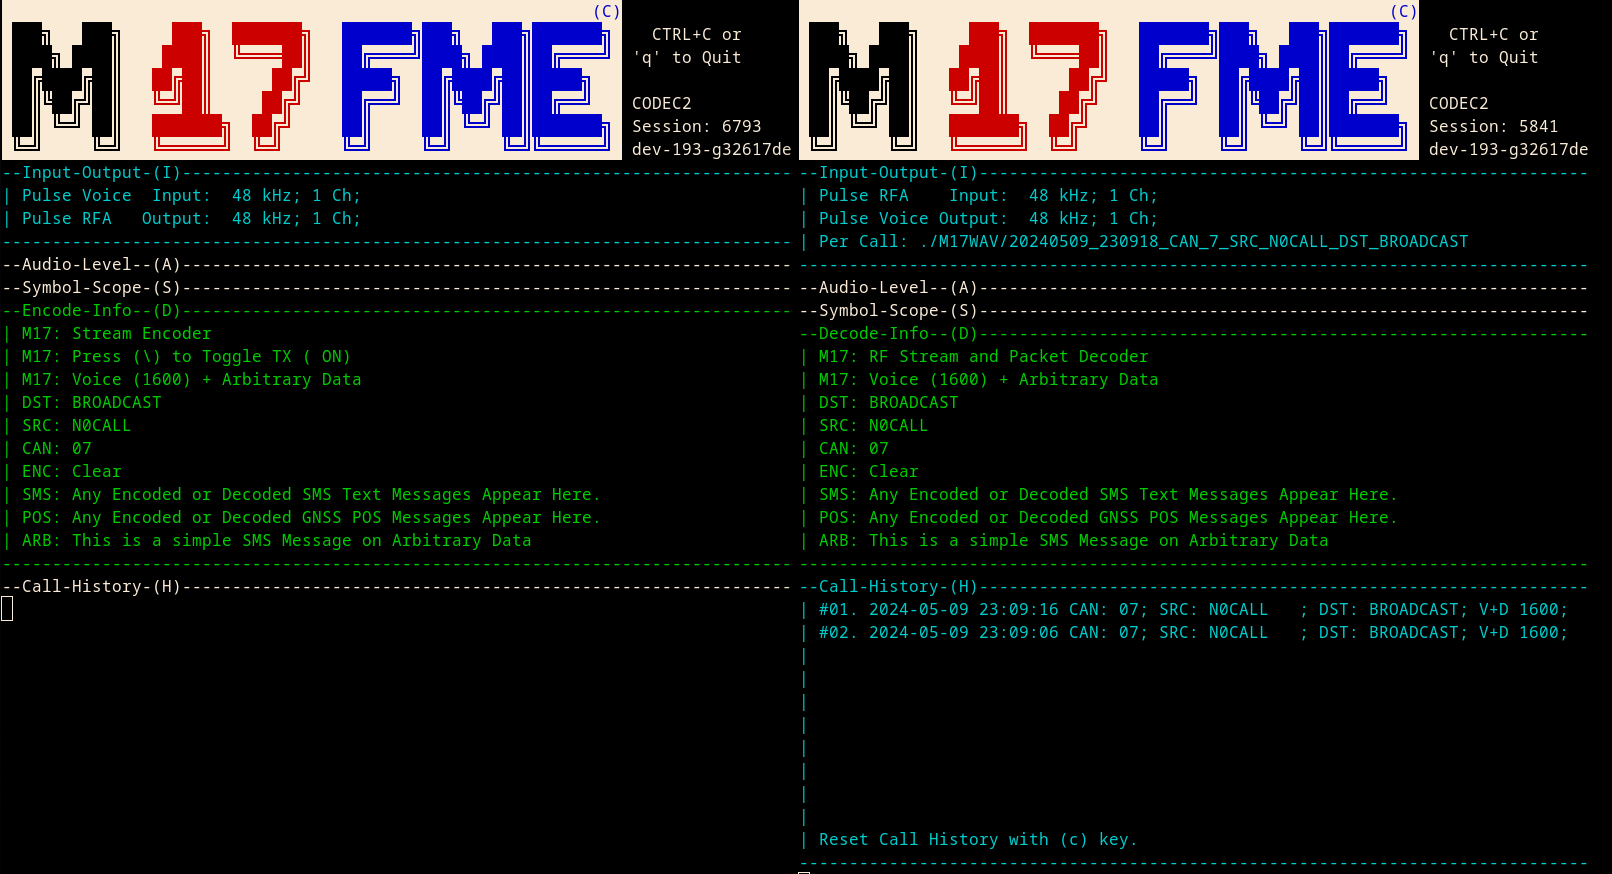 (C)
M17 FME
CTRL+C or
'q' to Quit
CODEC2
Session: 6793
dev-193-g32617de
--Input-Output-(I)-------------------------------------------------------------
| Pulse Voice  Input:  48 kHz; 1 Ch;
| Pulse RFA   Output:  48 kHz; 1 Ch;
-------------------------------------------------------------------------------
--Audio-Level--(A)-------------------------------------------------------------
--Symbol-Scope-(S)-------------------------------------------------------------
--Encode-Info--(D)-------------------------------------------------------------
| M17: Stream Encoder
| M17: Press (\) to Toggle TX ( ON)
| M17: Voice (1600) + Arbitrary Data
| DST: BROADCAST
| SRC: N0CALL
| CAN: 07
| ENC: Clear
| SMS: Any Encoded or Decoded SMS Text Messages Appear Here.
| POS: Any Encoded or Decoded GNSS POS Messages Appear Here.
| ARB: This is a simple SMS Message on Arbitrary Data
-------------------------------------------------------------------------------
--Call-History-(H)-------------------------------------------------------------
(C)
M17 FME
CTRL+C or
'q' to Quit
CODEC2
Session: 5841
dev-193-g32617de
--Input-Output-(I)-------------------------------------------------------------
| Pulse RFA    Input:  48 kHz; 1 Ch;
| Pulse Voice Output:  48 kHz; 1 Ch;
| Per Call: ./M17WAV/20240509_230918_CAN_7_SRC_N0CALL_DST_BROADCAST
-------------------------------------------------------------------------------
--Audio-Level--(A)-------------------------------------------------------------
--Symbol-Scope-(S)-------------------------------------------------------------
--Decode-Info--(D)-------------------------------------------------------------
| M17: RF Stream and Packet Decoder
| M17: Voice (1600) + Arbitrary Data
| DST: BROADCAST
| SRC: N0CALL
| CAN: 07
| ENC: Clear
| SMS: Any Encoded or Decoded SMS Text Messages Appear Here.
| POS: Any Encoded or Decoded GNSS POS Messages Appear Here.
| ARB: This is a simple SMS Message on Arbitrary Data
-------------------------------------------------------------------------------
--Call-History-(H)-------------------------------------------------------------
| #01. 2024-05-09 23:09:16 CAN: 07; SRC: N0CALL   ; DST: BROADCAST; V+D 1600;
| #02. 2024-05-09 23:09:06 CAN: 07; SRC: N0CALL   ; DST: BROADCAST; V+D 1600;
|
|
|
|
|
|
|
|
| Reset Call History with (c) key.
-------------------------------------------------------------------------------